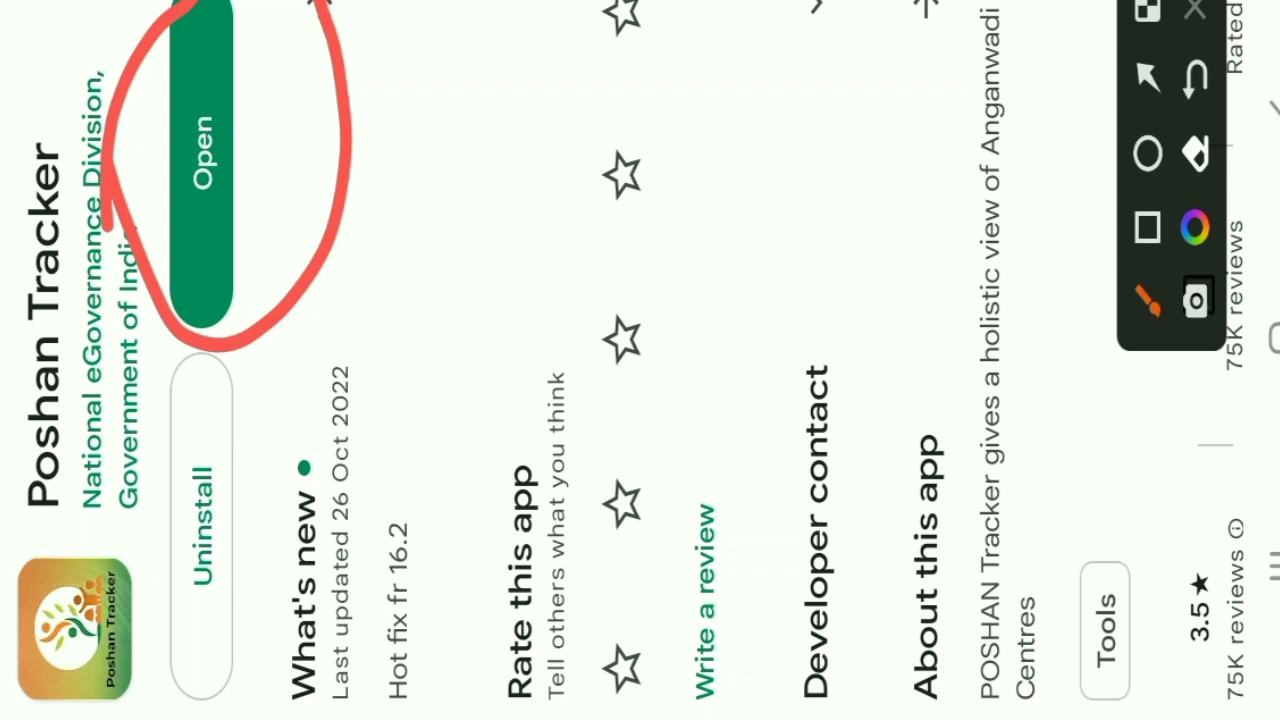 Poshan Tracker
National eGovernance Division,
Government of India
Poshan Tracker
Uninstall
Open
What's new
Last updated 26 Oct 2022
Hot fix fr 16.2
Rate this app
Tell others what you think
Write a review
Developer contact
About this app
POSHAN Tracker gives a holistic view of Anganwadi
Centres
Tools
3.5★
75K reviews
75K reviews
Rated